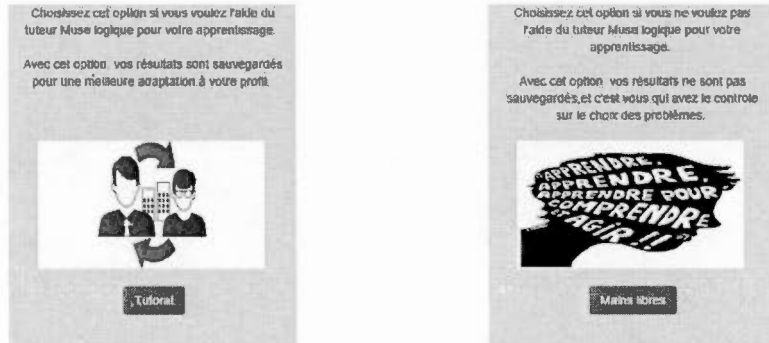 Choisissez cet option si vous voulez l'aide du
tuteur Muse logique pour votre apprentissage.
Avec cet option, vos résultats sont sauvegardés
pour une meilleure adaptation à votre profil.
Tutorat
Choisissez cet option si vous ne voulez pas
l'aide du tuteur Muse logique pour votre
apprentissage.
Avec cet option, vos résultats ne sont pas
sauvegardés,et c'est vous qui avez le controle
sur le choix des problèmes.
"APPRENDRE.
APPRENDRE.
APPRENDRE POUR
COMPRENDRE
ET AGIR !!"
Mains libres